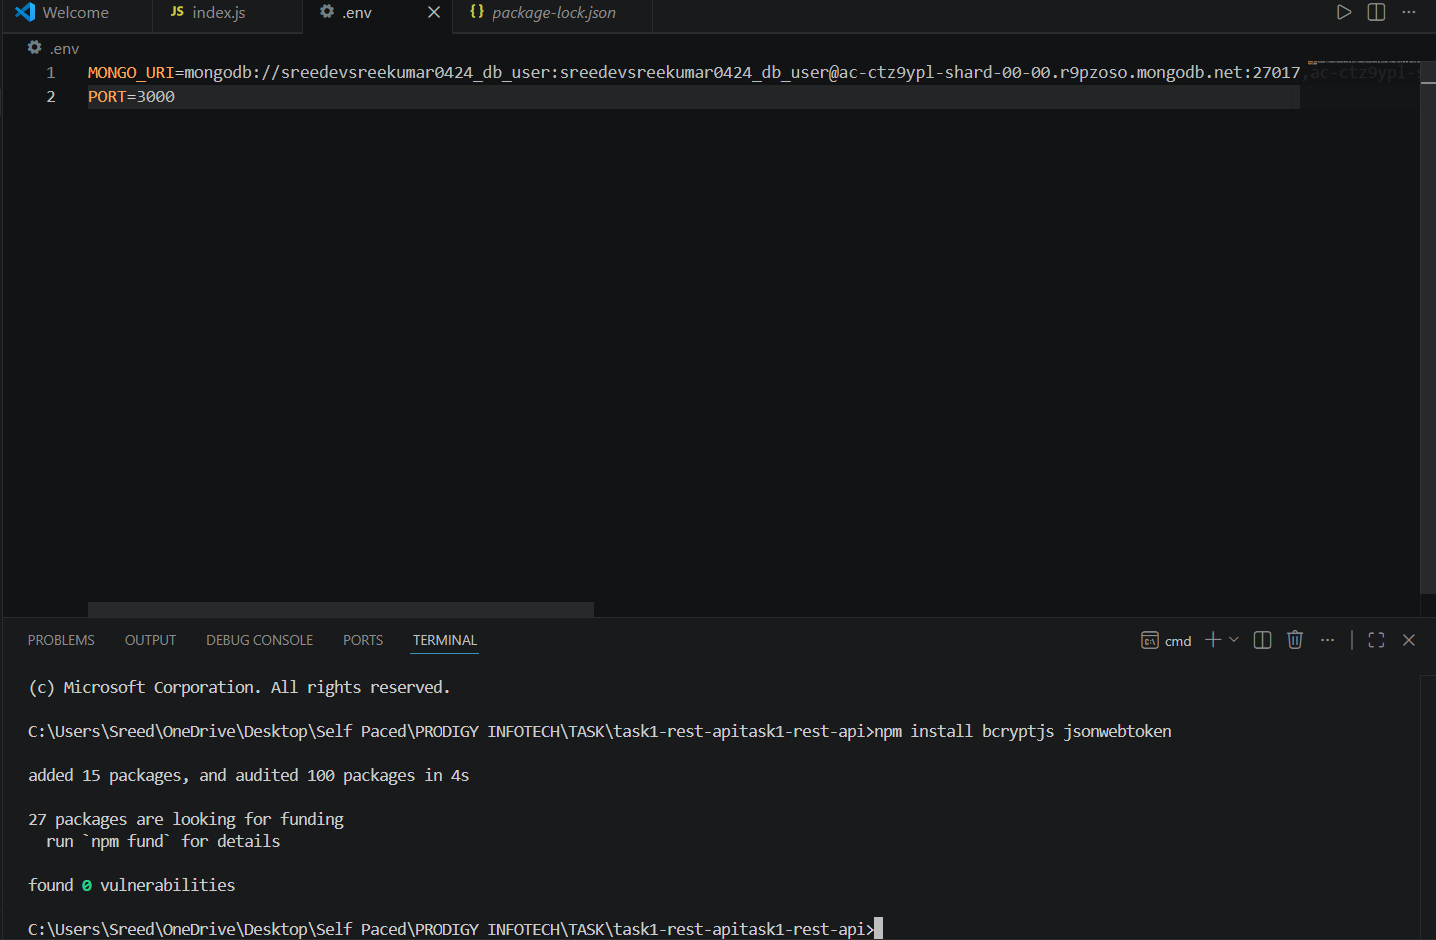 Welcome
JS index.js
.env
{} package-lock.json
.env
1 MONGO_URI=mongodb://sreedevsreekumar0424_db_user:sreedevsreekumar0424_db_user@ac-ctz9ypl-shard-00-00.r9pzoso.mongodb.net:27017,ac-ctz9ypl-s
2 PORT=3000
PROBLEMS OUTPUT DEBUG CONSOLE PORTS TERMINAL
cmd
(c) Microsoft Corporation. All rights reserved.
C:\Users\Sreed\OneDrive\Desktop\Self Paced\PRODIGY INFOTECH\TASK\task1-rest-apitask1-rest-api>npm install bcryptjs jsonwebtoken
added 15 packages, and audited 100 packages in 4s
27 packages are looking for funding
run `npm fund` for details
found 0 vulnerabilities
C:\Users\Sreed\OneDrive\Desktop\Self Paced\PRODIGY INFOTECH\TASK\task1-rest-apitask1-rest-api>